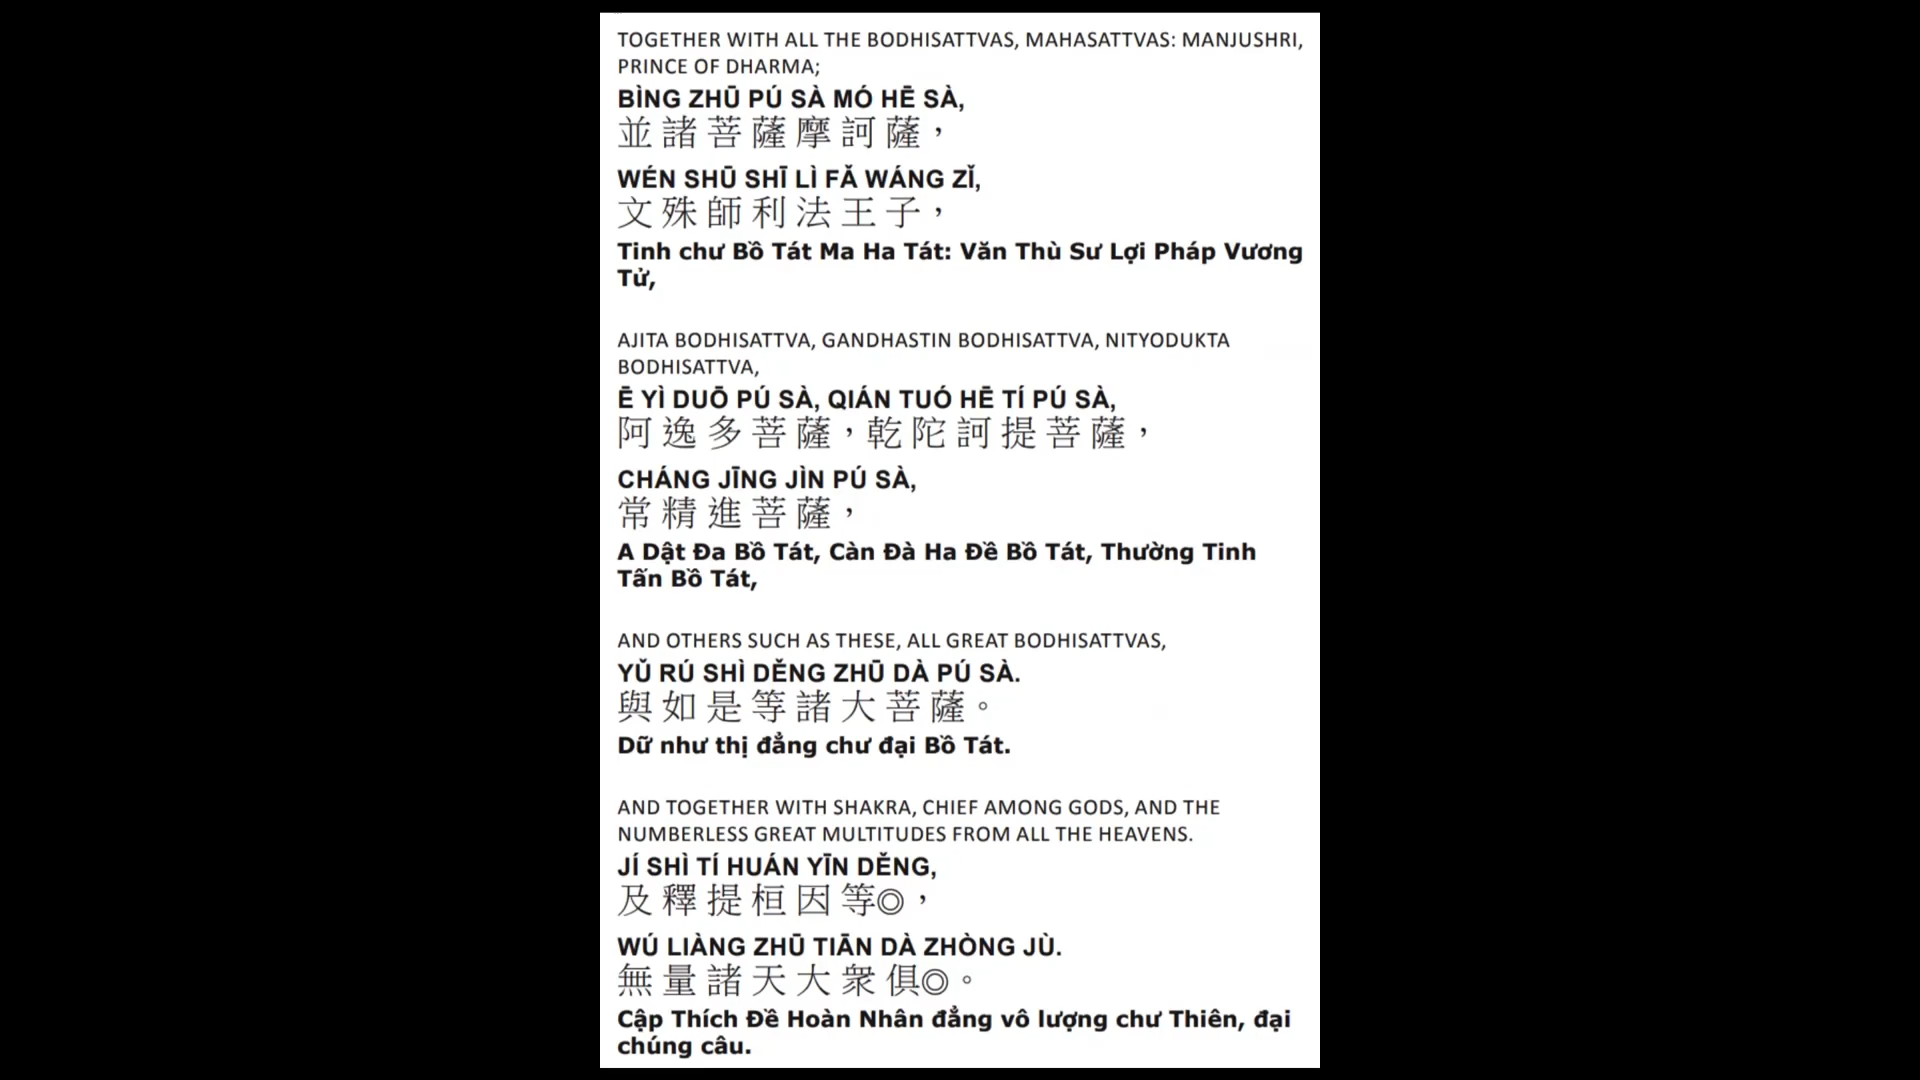 TOGETHER WITH ALL THE BODHISATTVAS, MAHASATTVAS: MANJUSHRI,
PRINCE OF DHARMA;
BÌNG ZHŪ PÚ SÀ MÓ HĒ SÀ,
並諸菩薩摩訶薩，
WÉN SHŪ SHĪ LÌ FǍ WÁNG ZǏ,
文殊師利法王子，
Tinh chư Bồ Tát Ma Ha Tát: Văn Thù Sư Lợi Pháp Vương
Tử,
AJITA BODHISATTVA, GANDHASTIN BODHISATTVA, NITYODUKTA
BODHISATTVA,
Ē YÌ DUŌ PÚ SÀ, QIÁN TUÓ HĒ TÍ PÚ SÀ,
阿逸多菩薩，乾陀訶提菩薩，
CHÁNG JĪNG JÌN PÚ SÀ,
常精進菩薩，
A Dật Đa Bồ Tát, Càn Đà Ha Đề Bồ Tát, Thường Tinh
Tấn Bồ Tát,
AND OTHERS SUCH AS THESE, ALL GREAT BODHISATTVAS,
YǓ RÚ SHÌ DĚNG ZHŪ DÀ PÚ SÀ.
與如是等諸大菩薩。
Dữ như thị đẳng chư đại Bồ Tát.
AND TOGETHER WITH SHAKRA, CHIEF AMONG GODS, AND THE
NUMBERLESS GREAT MULTITUDES FROM ALL THE HEAVENS.
JÍ SHÌ TÍ HUÁN YĪN DĚNG,
及釋提桓因等◎，
WÚ LIÀNG ZHŪ TIĀN DÀ ZHÒNG JÙ.
無量諸天大衆俱◎。
Cập Thích Đề Hoàn Nhân đẳng vô lượng chư Thiên, đại
chúng câu.